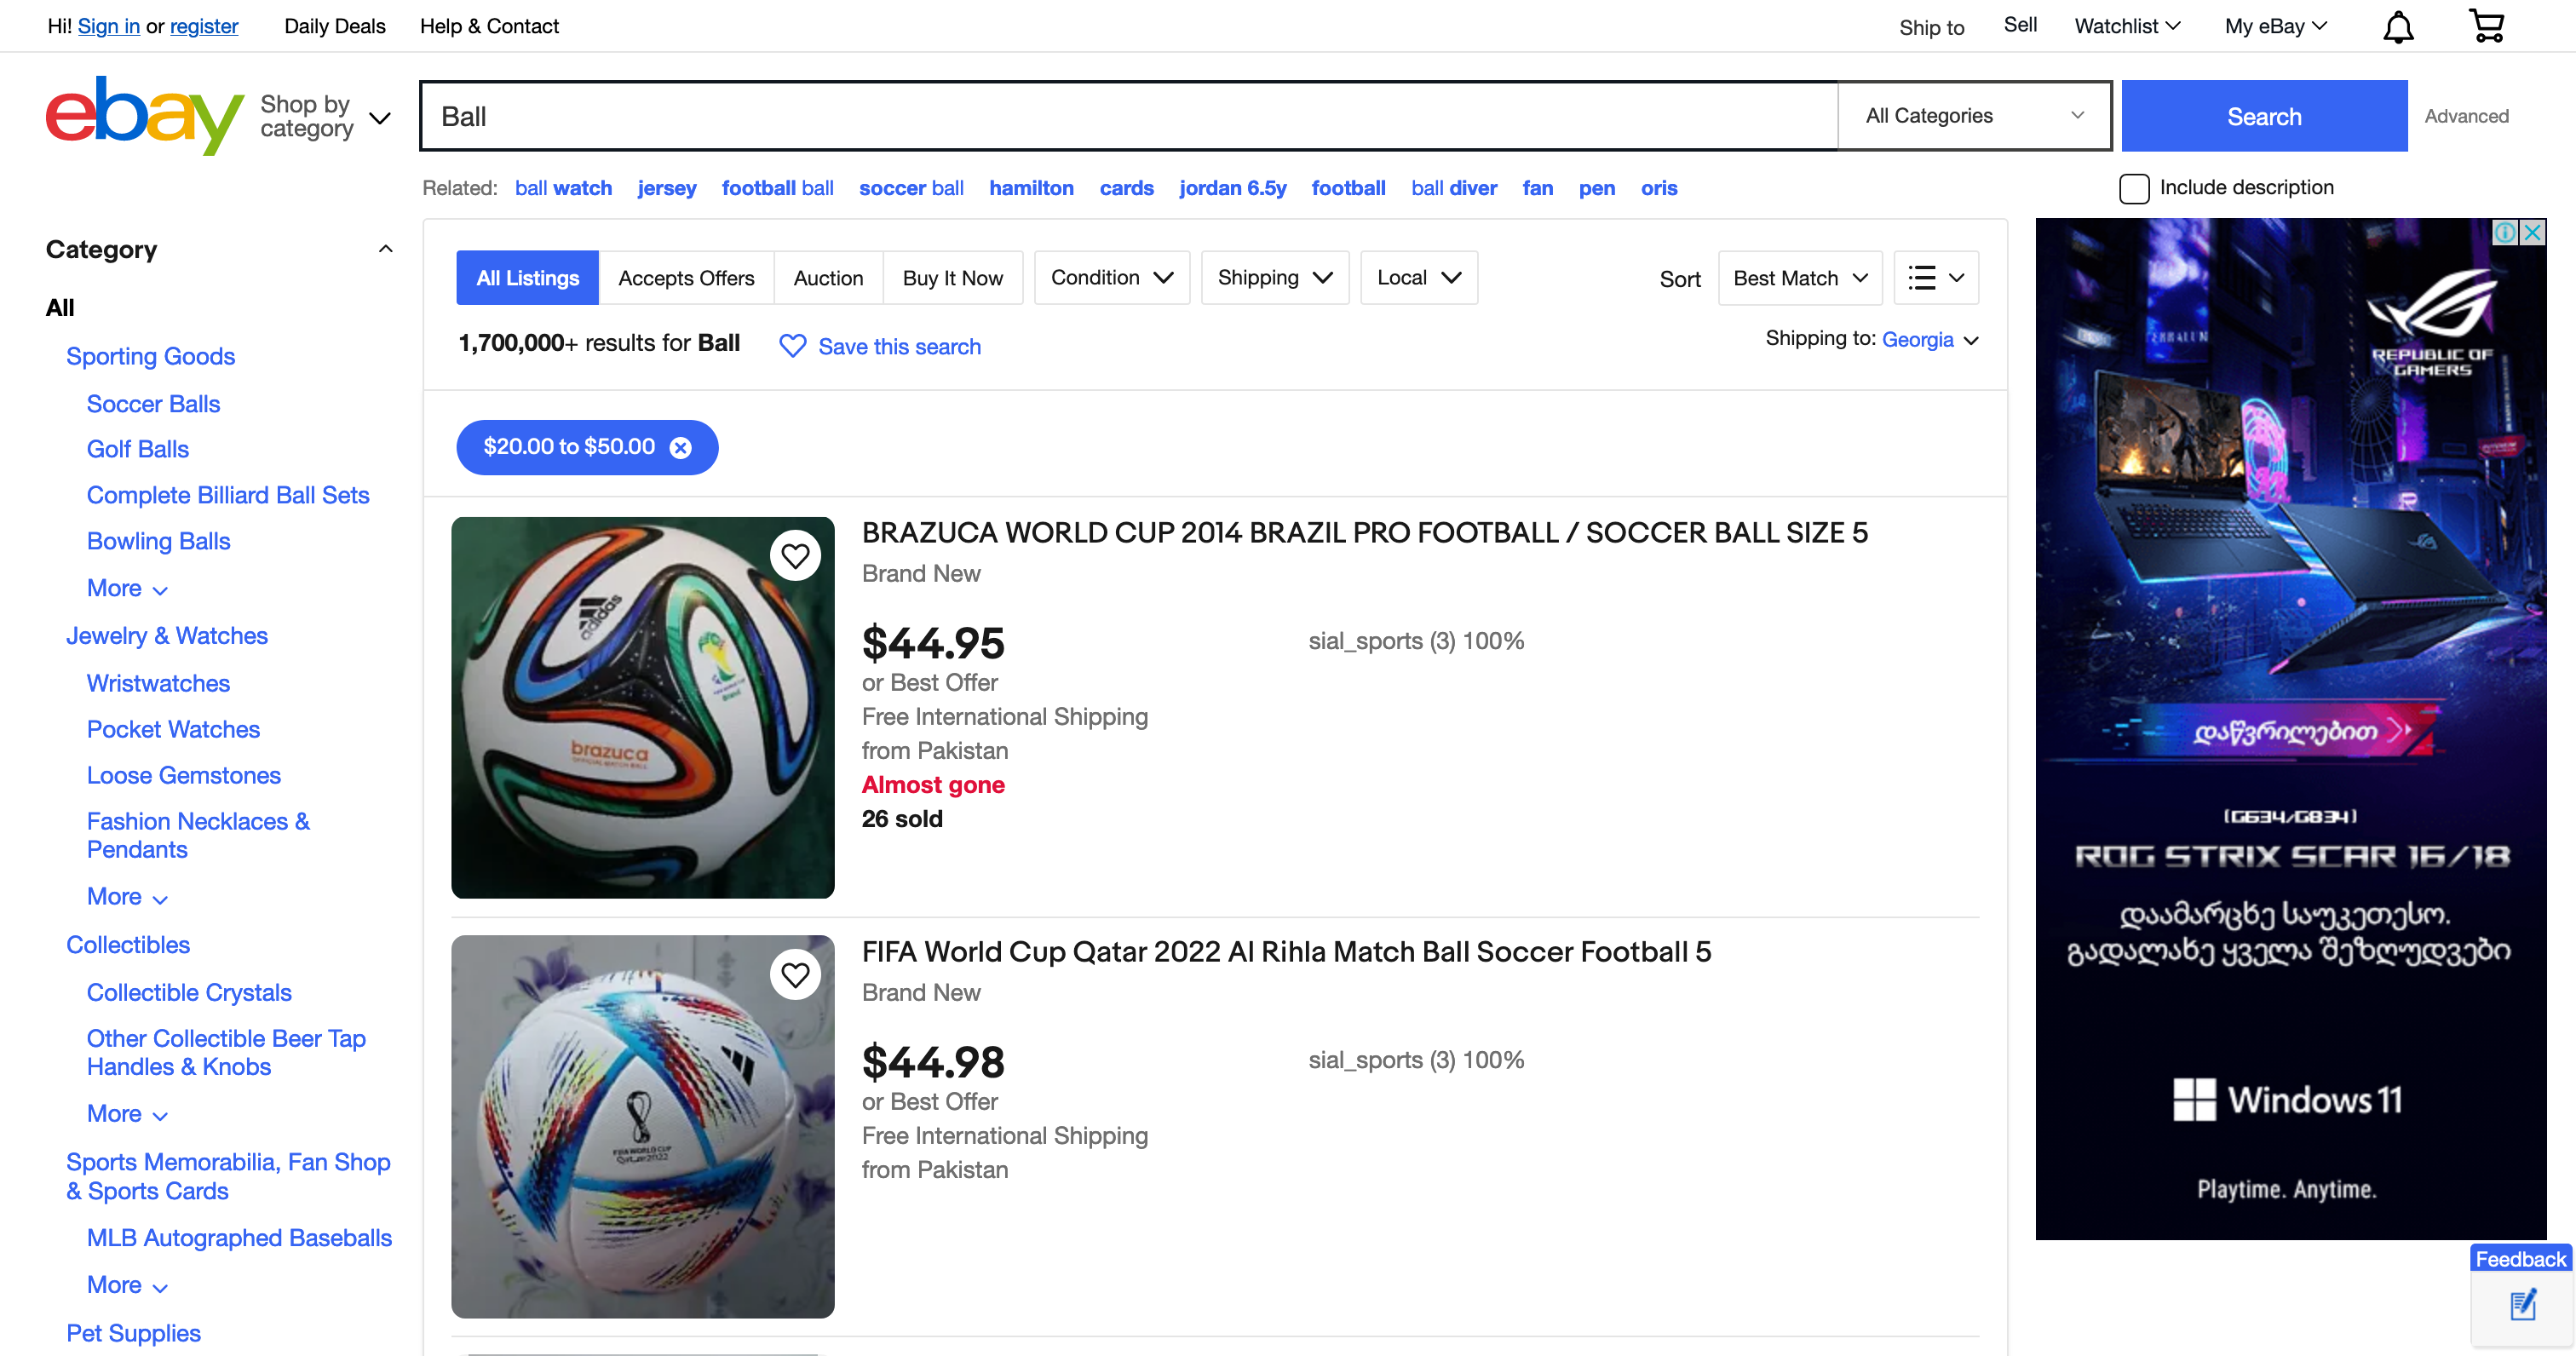 Hi! Sign in or register
Daily Deals
Help & Contact
Ship to
Sell
Watchlist
My eBay
ebay
Shop by
category
Ball
All Categories
Search
Advanced
Related: ball watch jersey football ball soccer ball hamilton cards jordan 6.5y football ball diver fan pen oris
Include description
Category
All
Sporting Goods
Soccer Balls
Golf Balls
Complete Billiard Ball Sets
Bowling Balls
More
Jewelry & Watches
Wristwatches
Pocket Watches
Loose Gemstones
Fashion Necklaces &
Pendants
More
Collectibles
Collectible Crystals
Other Collectible Beer Tap
Handles & Knobs
More
Sports Memorabilia, Fan Shop
& Sports Cards
MLB Autographed Baseballs
More
Pet Supplies
All Listings
Accepts Offers
Auction
Buy It Now
Condition
Shipping
Local
Sort
Best Match
1,700,000+ results for Ball
Save this search
Shipping to: Georgia
$20.00 to $50.00
adidas
brazuca
BRAZUCA WORLD CUP 2014 BRAZIL PRO FOOTBALL / SOCCER BALL SIZE 5
Brand New
$44.95
sial_sports (3) 100%
or Best Offer
Free International Shipping
from Pakistan
Almost gone
26 sold
FIFA WORLD CUP
Qatar2022
FIFA World Cup Qatar 2022 Al Rihla Match Ball Soccer Football 5
Brand New
$44.98
sial_sports (3) 100%
or Best Offer
Free International Shipping
from Pakistan
REPUBLIC OF
GAMERS
დაწვრილებით
(G634/G834)
ROG STRIX SCAR 16/18
დაამარცხე საუკეთესო.
გადალახე ყველა შეზღუდვები
Windows 11
Playtime. Anytime.
Feedback